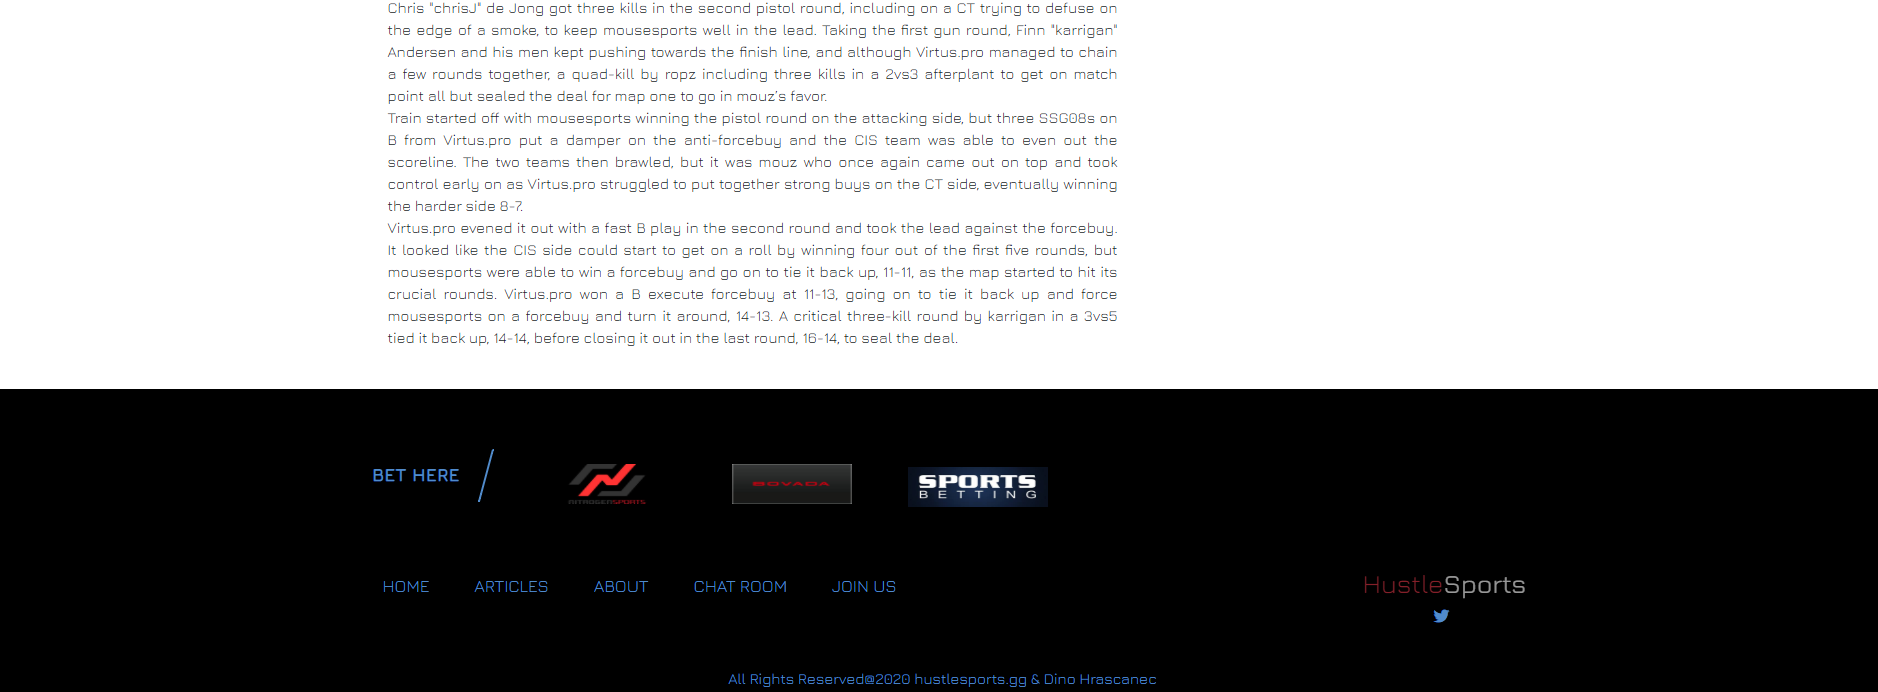 Chris "chrisJ" de Jong got three kills in the second pistol round, including on a CT trying to defuse on
the edge of a smoke, to keep mousesports well in the lead. Taking the first gun round, Finn "karrigan"
Andersen and his men kept pushing towards the finish line, and although Virtus.pro managed to chain
a few rounds together, a quad-kill by ropz including three kills in a 2vs3 afterplant to get on match
point all but sealed the deal for map one to go in mouz's favor.
Train started off with mousesports winning the pistol round on the attacking side, but three SSG08s on
B from Virtus.pro put a damper on the anti-forcebuy and the CIS team was able to even out the
scoreline. The two teams then brawled, but it was mouz who once again came out on top and took
control early on as Virtus.pro struggled to put together strong buys on the CT side, eventually winning
the harder side 8-7.
Virtus.pro evened it out with a fast B play in the second round and took the lead against the forcebuy.
It looked like the CIS side could start to get on a roll by winning four out of the first five rounds, but
mousesports were able to win a forcebuy and go on to tie it back up, 11-11, as the map started to hit its
crucial rounds. Virtus.pro won a B execute forcebuy at 11-13, going on to tie it back up and force
mousesports on a forcebuy and turn it around, 14-13. A critical three-kill round by karrigan in a 3vs5
tied it back up, 14-14, before closing it out in the last round, 16-14, to seal the deal.
BET HERE
NITROGENSPORTS
BOVADA
SPORTS
BETTING
HOME ARTICLES ABOUT CHAT ROOM JOIN US
HustleSports
All Rights Reserved@2020 hustlesports.gg & Dino Hrascanec